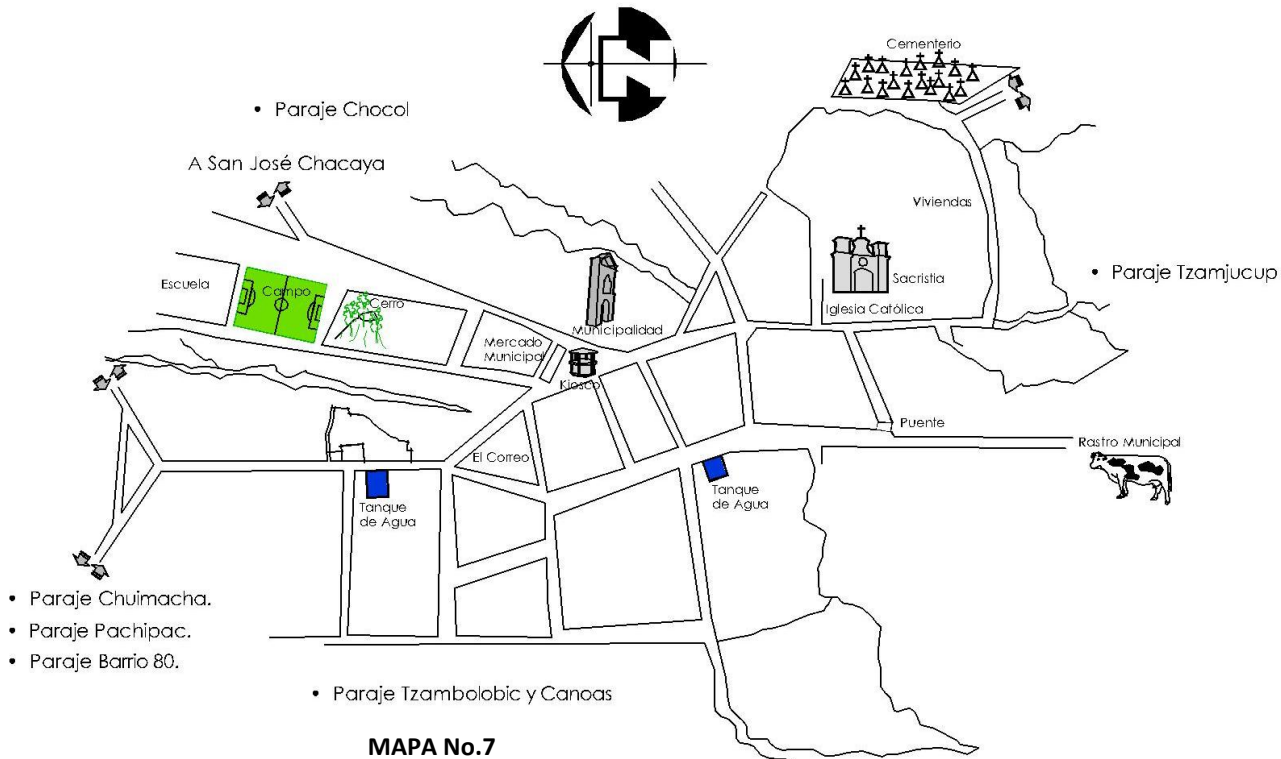 Cementerio
• Paraje Chocol
A San José Chacaya
Viviendas
Escuela
Campo
Cerro
Sacristia
• Paraje Tzamjucup
Iglesia Católica
Municipalidad
Mercado
Municipal
Kiosco
Puente
Rastro Municipal
El Correo
Tanque
de Agua
Tanque
de Agua
• Paraje Chuimacha.
• Paraje Pachipac.
• Paraje Barrio 80.
• Paraje Tzambolobic y Canoas
MAPA No.7